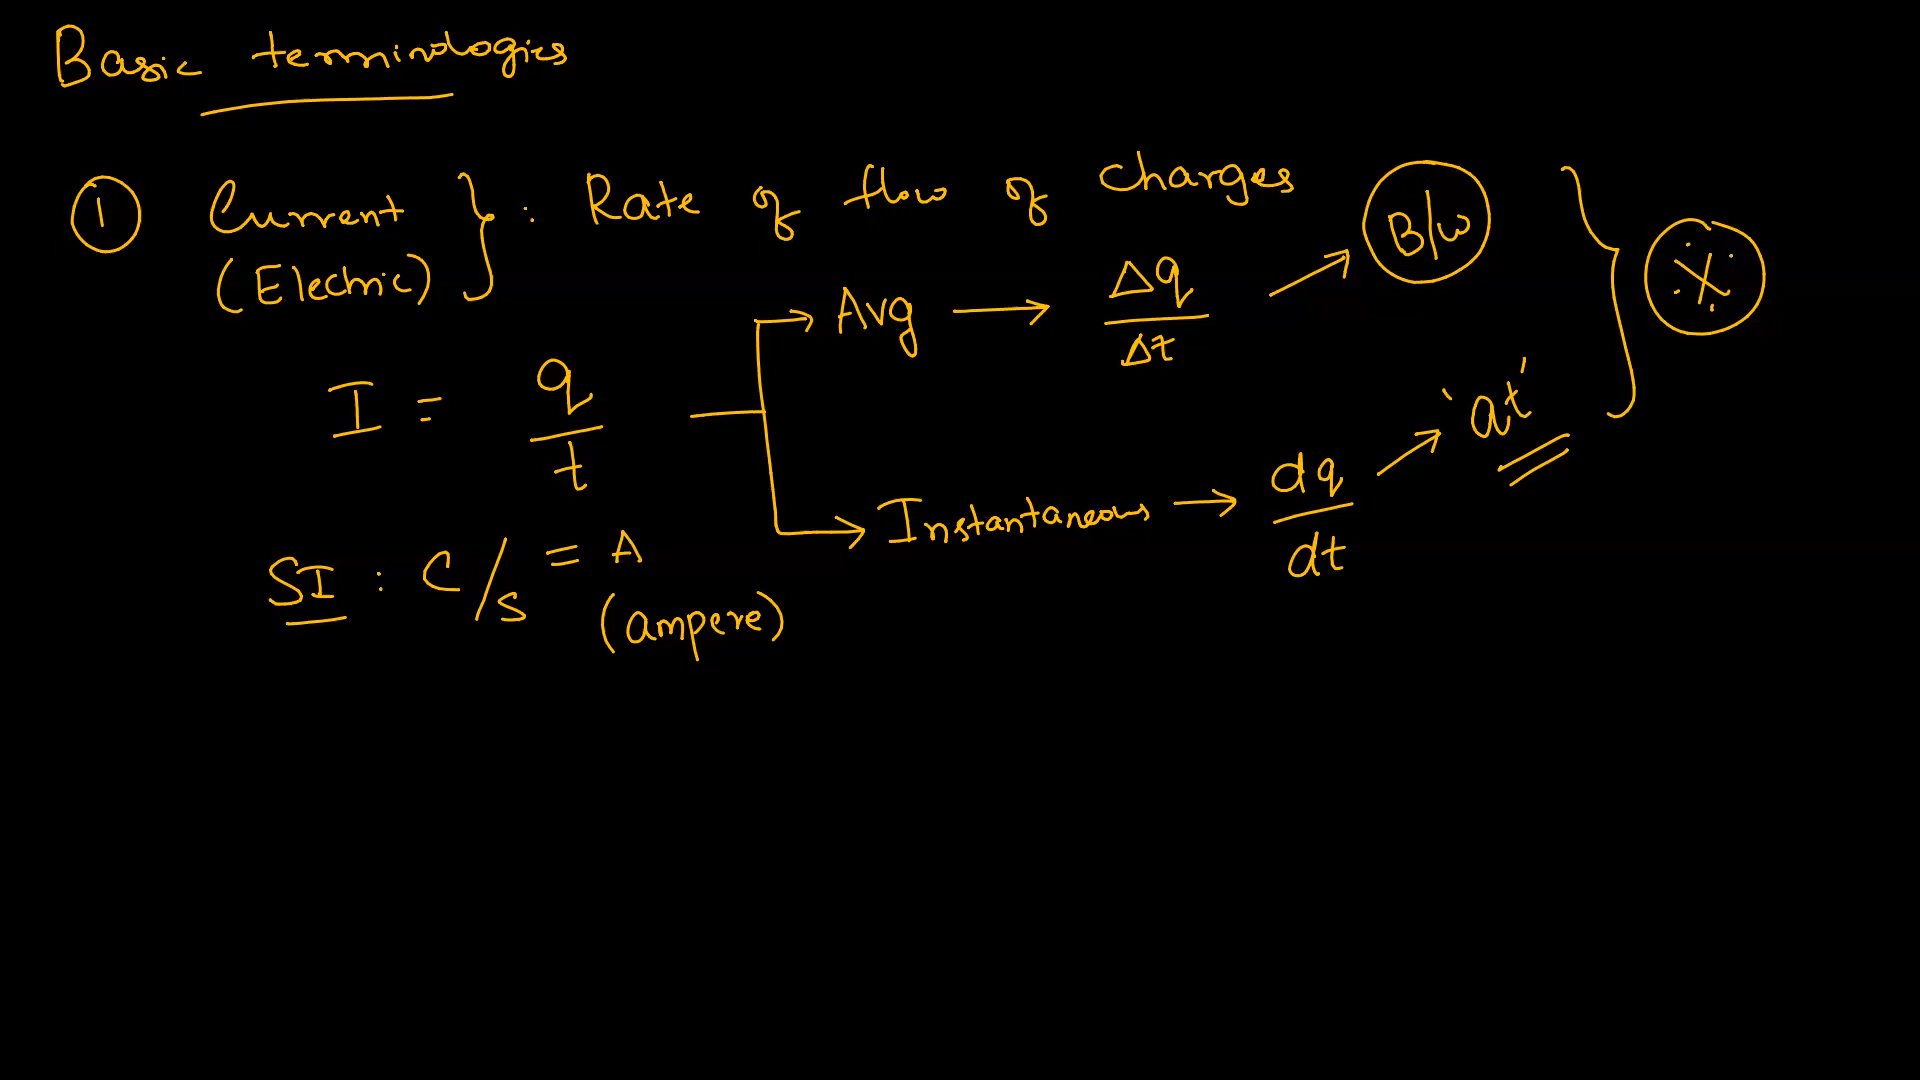 Basic terminologies
① Current (Electric) } : Rate of flow of charges
I = q/t
→ Avg → Δq/Δt → B/w
→ Instantaneous → dq/dt → 'at'
SI : C/s = A (ampere)